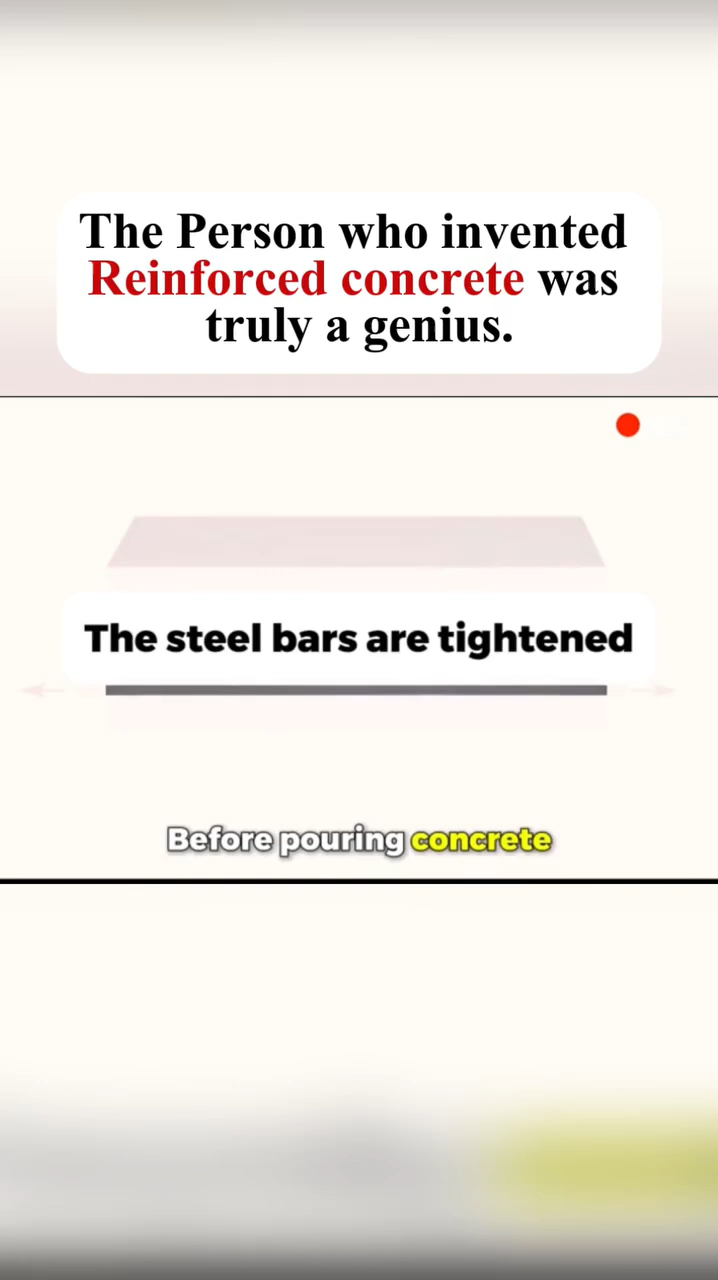 The Person who invented
Reinforced concrete was
truly a genius.
The steel bars are tightened
Before pouring concrete